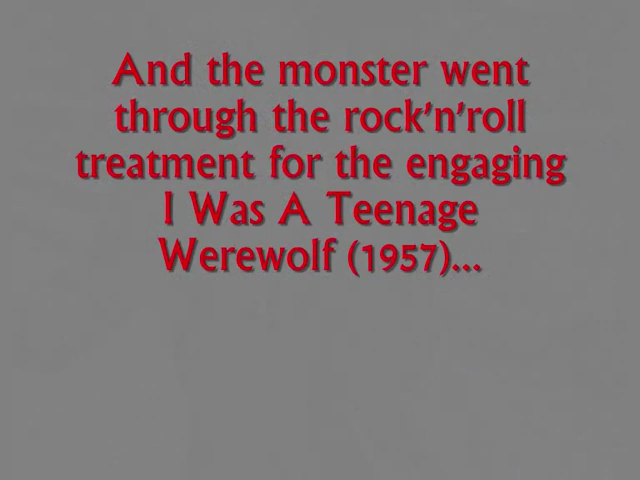 And the monster went
through the rock'n'roll
treatment for the engaging
I Was A Teenage
Werewolf (1957)...